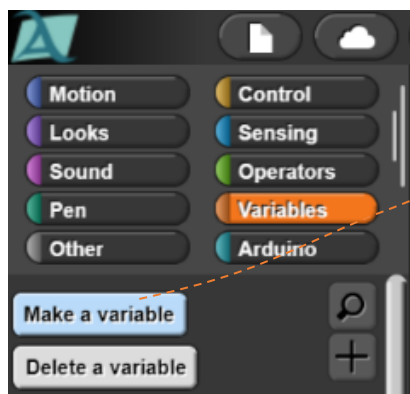 Motion Control
Looks Sensing
Sound Operators
Pen Variables
Other Arduino
Make a variable
Delete a variable